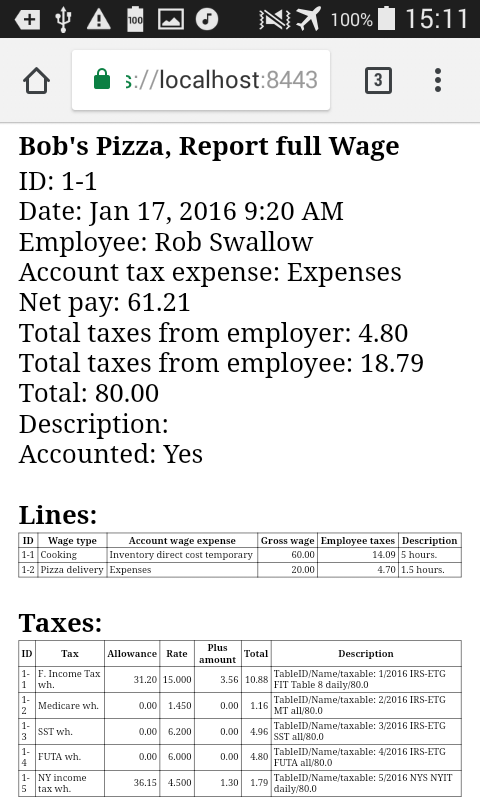 100 100% 15:11
s://localhost:8443 3
Bob's Pizza, Report full Wage
ID: 1-1
Date: Jan 17, 2016 9:20 AM
Employee: Rob Swallow
Account tax expense: Expenses
Net pay: 61.21
Total taxes from employer: 4.80
Total taxes from employee: 18.79
Total: 80.00
Description:
Accounted: Yes
Lines:
ID Wage type Account wage expense Gross wage Employee taxes Description
1-1 Cooking Inventory direct cost temporary 60.00 14.09 5 hours.
1-2 Pizza delivery Expenses 20.00 4.70 1.5 hours.
Taxes:
ID Tax Allowance Rate Plus amount Total Description
1-1 F. Income Tax wh. 31.20 15.000 3.56 10.88 TableID/Name/taxable: 1/2016 IRS-ETG FIT Table 8 daily/80.0
1-2 Medicare wh. 0.00 1.450 0.00 1.16 TableID/Name/taxable: 2/2016 IRS-ETG MT all/80.0
1-3 SST wh. 0.00 6.200 0.00 4.96 TableID/Name/taxable: 3/2016 IRS-ETG SST all/80.0
1-4 FUTA wh. 0.00 6.000 0.00 4.80 TableID/Name/taxable: 4/2016 IRS-ETG FUTA all/80.0
1-5 NY income tax wh. 36.15 4.500 1.30 1.79 TableID/Name/taxable: 5/2016 NYS NYIT daily/80.0